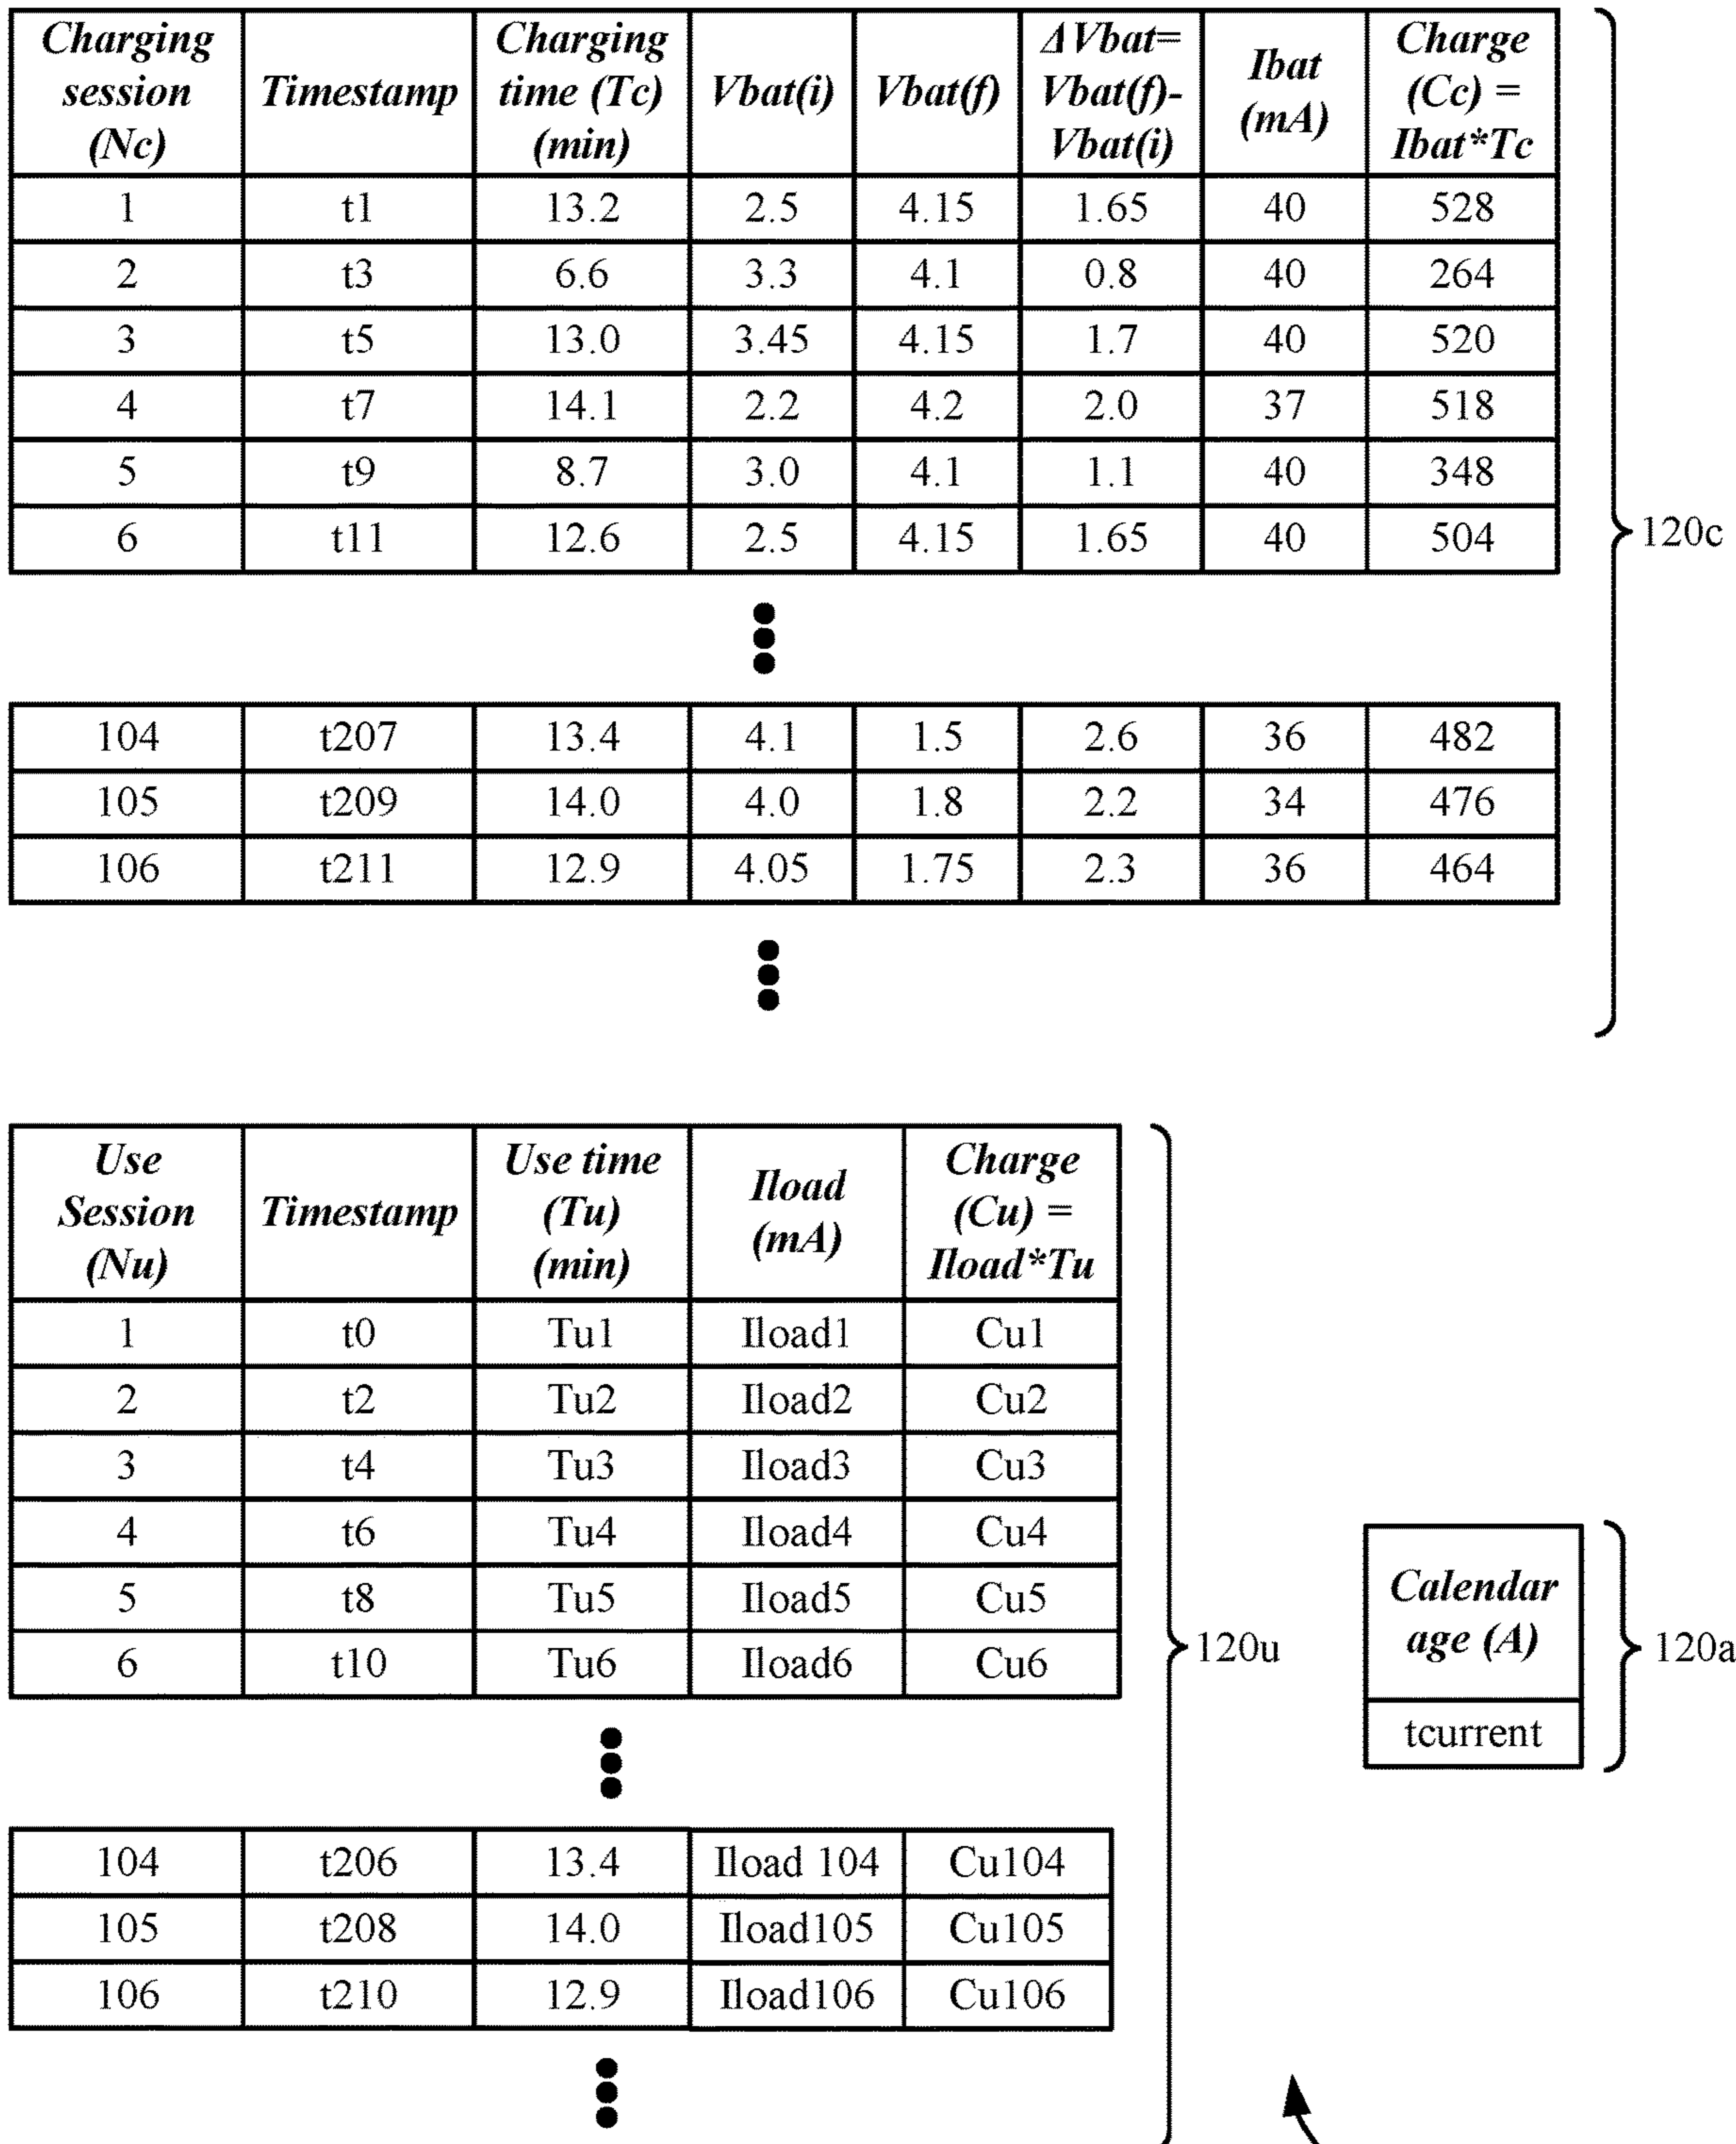 Charging session (Nc) Timestamp Charging time (Tc) (min) Vbat(i) Vbat(f) ΔVbat= Vbat(f)- Vbat(i) Ibat (mA) Charge (Cc) = Ibat*Tc
1 t1 13.2 2.5 4.15 1.65 40 528
2 t3 6.6 3.3 4.1 0.8 40 264
3 t5 13.0 3.45 4.15 1.7 40 520
4 t7 14.1 2.2 4.2 2.0 37 518
5 t9 8.7 3.0 4.1 1.1 40 348
6 t11 12.6 2.5 4.15 1.65 40 504
120c
104 t207 13.4 4.1 1.5 2.6 36 482
105 t209 14.0 4.0 1.8 2.2 34 476
106 t211 12.9 4.05 1.75 2.3 36 464
Use Session (Nu) Timestamp Use time (Tu) (min) Iload (mA) Charge (Cu) = Iload*Tu
1 t0 Tu1 Iload1 Cu1
2 t2 Tu2 Iload2 Cu2
3 t4 Tu3 Iload3 Cu3
4 t6 Tu4 Iload4 Cu4
5 t8 Tu5 Iload5 Cu5
6 t10 Tu6 Iload6 Cu6
120u
Calendar age (A)
tcurrent
120a
104 t206 13.4 Iload 104 Cu104
105 t208 14.0 Iload105 Cu105
106 t210 12.9 Iload106 Cu106